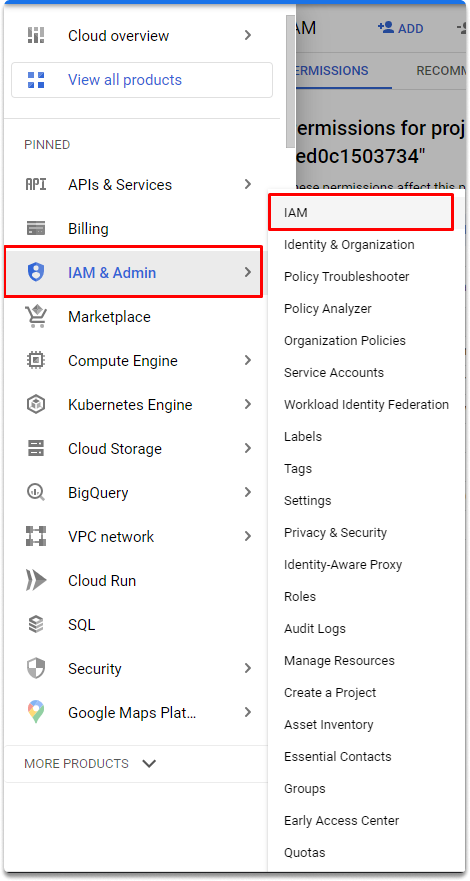 Cloud overview
View all products
PINNED
API APIs & Services
Billing
IAM & Admin
Marketplace
Compute Engine
Kubernetes Engine
Cloud Storage
BigQuery
VPC network
Cloud Run
SQL
Security
Google Maps Plat...
MORE PRODUCTS
AM
ADD
ERMISSIONS
RECOMM
ermissions for proj
ed0c1503734"
hese permissions affect this p
IAM
Identity & Organization
Policy Troubleshooter
Policy Analyzer
Organization Policies
Service Accounts
Workload Identity Federation
Labels
Tags
Settings
Privacy & Security
Identity-Aware Proxy
Roles
Audit Logs
Manage Resources
Create a Project
Asset Inventory
Essential Contacts
Groups
Early Access Center
Quotas